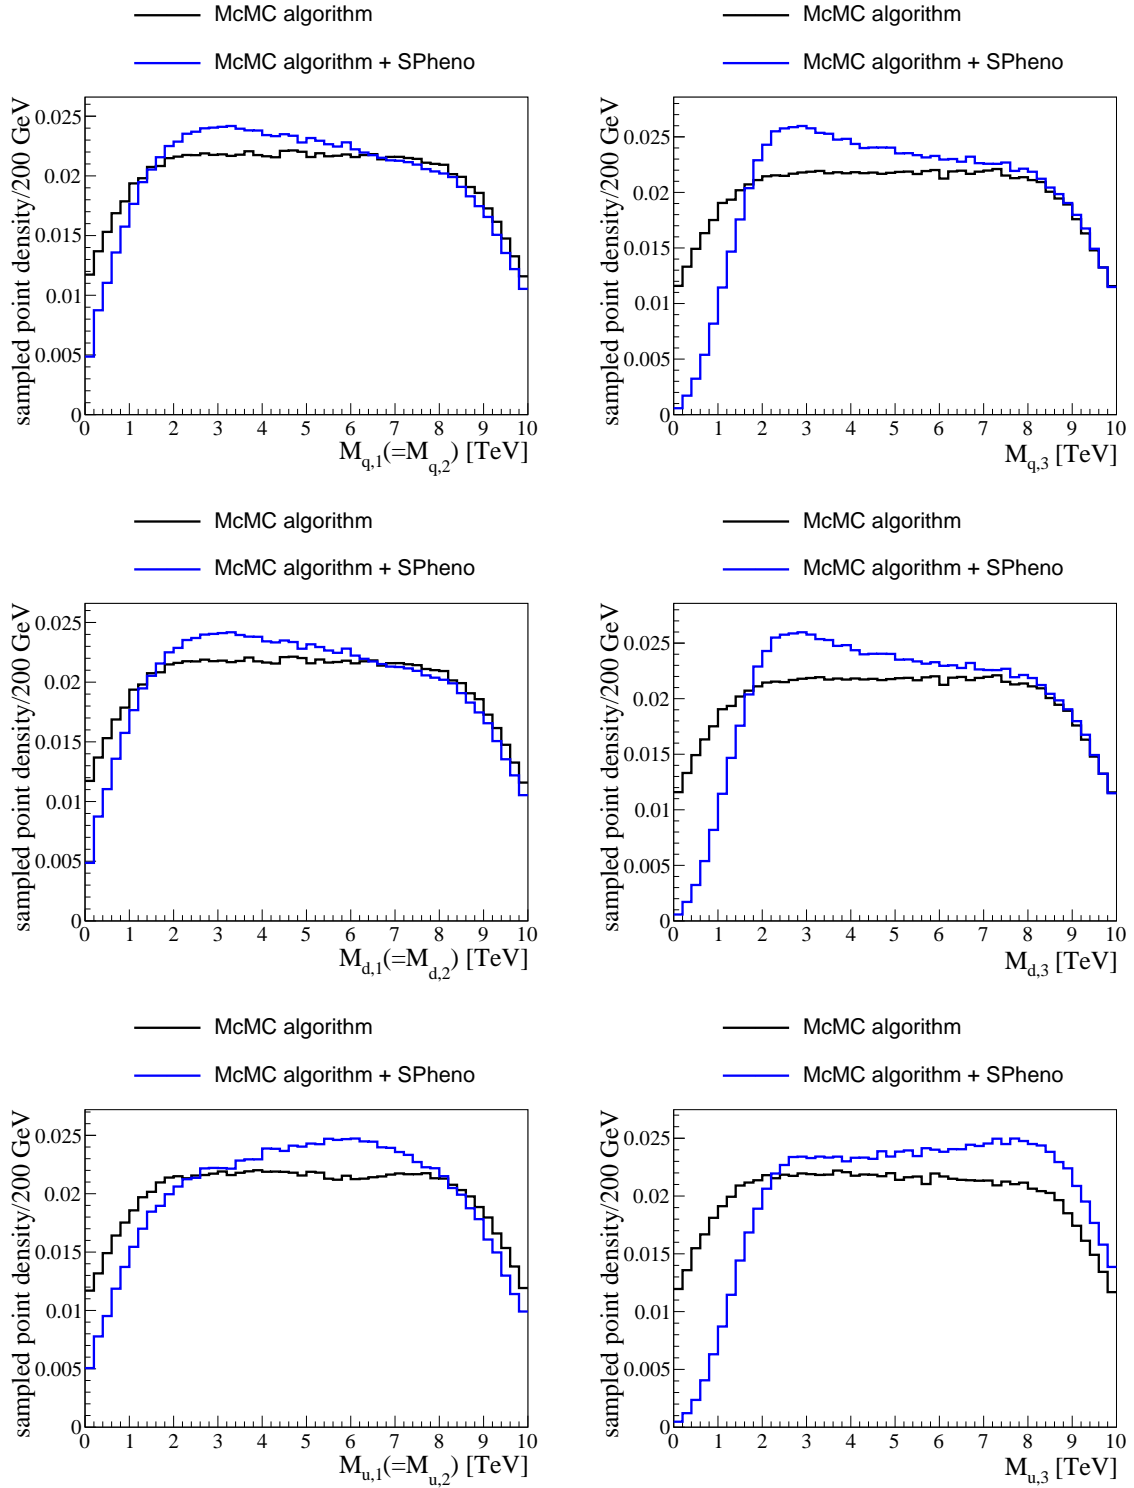 McMC algorithm
McMC algorithm + SPheno
sampled point density/200 GeV
0.025
0.02
0.015
0.01
0.005
0
0 1 2 3 4 5 6 7 8 9 10
M_q,1(=M_q,2) [TeV]
McMC algorithm
McMC algorithm + SPheno
sampled point density/200 GeV
0.025
0.02
0.015
0.01
0.005
0
0 1 2 3 4 5 6 7 8 9 10
M_q,3 [TeV]
McMC algorithm
McMC algorithm + SPheno
sampled point density/200 GeV
0.025
0.02
0.015
0.01
0.005
0
0 1 2 3 4 5 6 7 8 9 10
M_d,1(=M_d,2) [TeV]
McMC algorithm
McMC algorithm + SPheno
sampled point density/200 GeV
0.025
0.02
0.015
0.01
0.005
0
0 1 2 3 4 5 6 7 8 9 10
M_d,3 [TeV]
McMC algorithm
McMC algorithm + SPheno
sampled point density/200 GeV
0.025
0.02
0.015
0.01
0.005
0
0 1 2 3 4 5 6 7 8 9 10
M_u,1(=M_u,2) [TeV]
McMC algorithm
McMC algorithm + SPheno
sampled point density/200 GeV
0.025
0.02
0.015
0.01
0.005
0
0 1 2 3 4 5 6 7 8 9 10
M_u,3 [TeV]